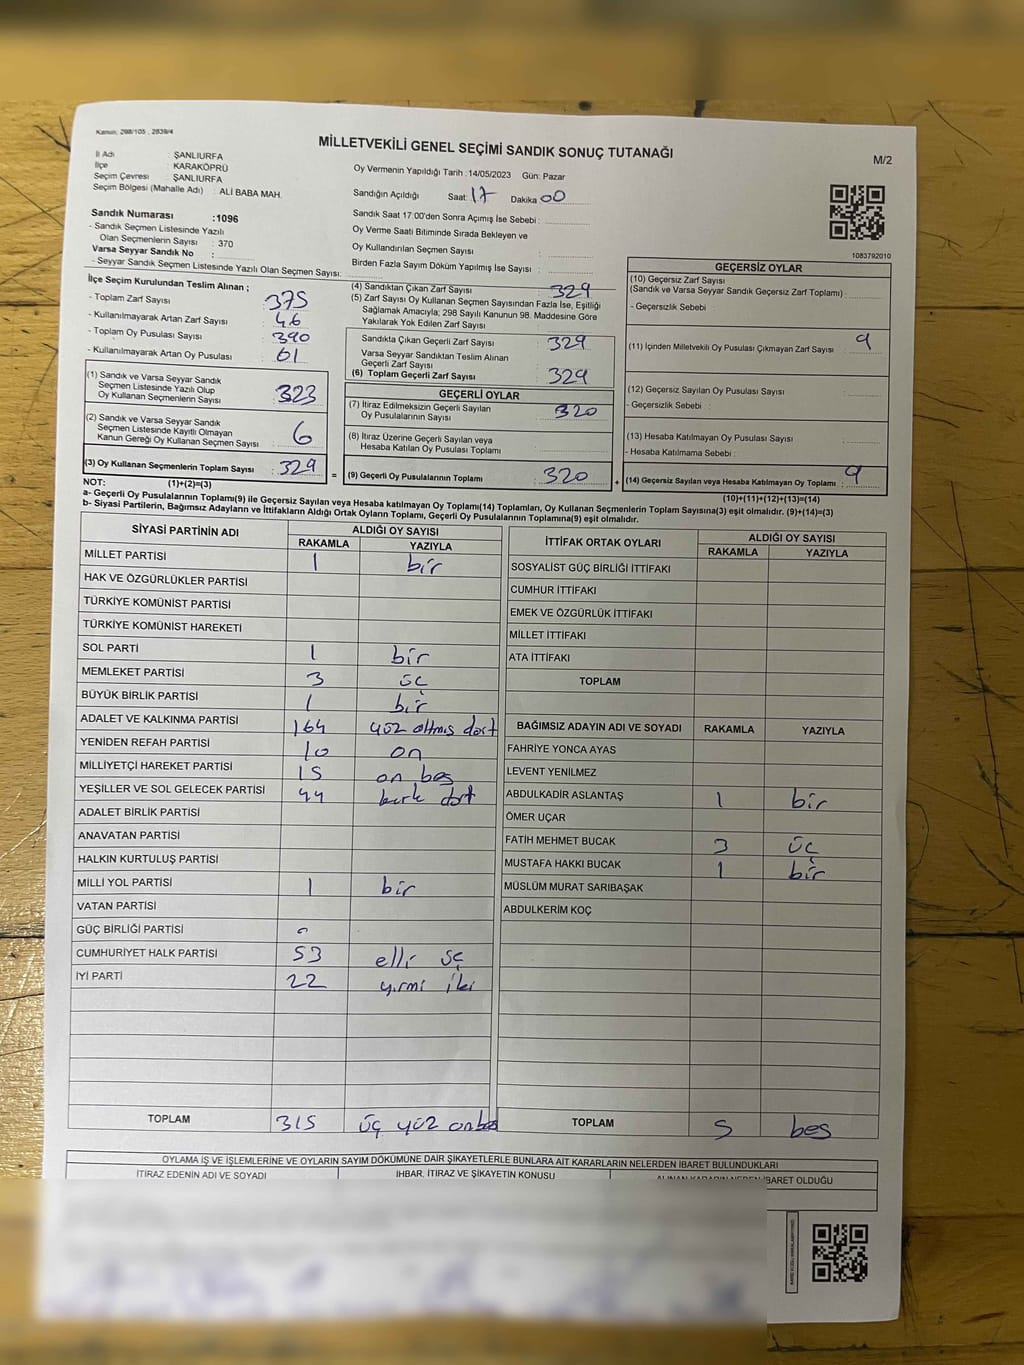 Kanun, 298/105 , 2839/4
MİLLETVEKİLİ GENEL SEÇİMİ SANDIK SONUÇ TUTANAĞI
M/2
İl Adı : ŞANLIURFA
İlçe : KARAKÖPRÜ
Seçim Çevresi : ŞANLIURFA
Seçim Bölgesi (Mahalle Adı) : ALİ BABA MAH.
Oy Vermenin Yapıldığı Tarih : 14/05/2023 Gün: Pazar
Sandığın Açıldığı Saat: 17 Dakika 00
Sandık Numarası :1096
- Sandık Seçmen Listesinde Yazılı
Olan Seçmenlerin Sayısı : 370
Varsa Seyyar Sandık No :
- Seyyar Sandık Seçmen Listesinde Yazılı Olan Seçmen Sayısı:
Sandık Saat 17.00'den Sonra Açımış İse Sebebi :
Oy Verme Saati Bitiminde Sırada Bekleyen ve
Oy Kullandırılan Seçmen Sayısı :
Birden Fazla Sayım Döküm Yapılmış İse Sayısı :
1083792010
İlçe Seçim Kurulundan Teslim Alınan ;
- Toplam Zarf Sayısı : 375
- Kullanılmayarak Artan Zarf Sayısı : 46
- Toplam Oy Pusulası Sayısı : 390
- Kullanılmayarak Artan Oy Pusulası : 61
(1) Sandık ve Varsa Seyyar Sandık
Seçmen Listesinde Yazılı Olup
Oy Kullanan Seçmenlerin Sayısı : 323
(2) Sandık ve Varsa Seyyar Sandık
Seçmen Listesinde Kayıtlı Olmayan
Kanun Gereği Oy Kullanan Seçmen Sayısı : 6
(3) Oy Kullanan Seçmenlerin Toplam Sayısı : 329 =
(4) Sandıktan Çıkan Zarf Sayısı : 329
(5) Zarf Sayısı Oy Kullanan Seçmen Sayısından Fazla İse, Eşitliği
Sağlamak Amacıyla; 298 Sayılı Kanunun 98. Maddesine Göre
Yakılarak Yok Edilen Zarf Sayısı :
Sandıkta Çıkan Geçerli Zarf Sayısı : 329
Varsa Seyyar Sandıktan Teslim Alınan
Geçerli Zarf Sayısı :
(6) Toplam Geçerli Zarf Sayısı : 329
GEÇERLİ OYLAR
(7) İtiraz Edilmeksizin Geçerli Sayılan
Oy Pusulalarının Sayısı : 320
(8) İtiraz Üzerine Geçerli Sayılan veya
Hesaba Katılan Oy Pusulası Toplamı :
(9) Geçerli Oy Pusulalarının Toplamı : 320 +
GEÇERSİZ OYLAR
(10) Geçersiz Zarf Sayısı
(Sandık ve Varsa Seyyar Sandık Geçersiz Zarf Toplamı) :
- Geçersizlik Sebebi
(11) İçinden Milletvekili Oy Pusulası Çıkmayan Zarf Sayısı : 9
(12) Geçersiz Sayılan Oy Pusulası Sayısı :
- Geçersizlik Sebebi :
(13) Hesaba Katılmayan Oy Pusulası Sayısı :
- Hesaba Katılmama Sebebi :
(14) Geçersiz Sayılan veya Hesaba Katılmayan Oy Toplamı : 9
NOT: (1)+(2)=(3) (10)+(11)+(12)+(13)=(14)
a- Geçerli Oy Pusulalarının Toplamı(9) ile Geçersiz Sayılan veya Hesaba katılmayan Oy Toplamı(14) Toplamları, Oy Kullanan Seçmenlerin Toplam Sayısına(3) eşit olmalıdır. (9)+(14)=(3)
b- Siyasi Partilerin, Bağımsız Adayların ve İttifakların Aldığı Ortak Oyların Toplamı, Geçerli Oy Pusulalarının Toplamına(9) eşit olmalıdır.
SİYASİ PARTİNİN ADI ALDIĞI OY SAYISI
RAKAMLA YAZIYLA
MİLLET PARTİSİ 1 bir
HAK VE ÖZGÜRLÜKLER PARTİSİ
TÜRKİYE KOMÜNİST PARTİSİ
TÜRKİYE KOMÜNİST HAREKETİ
SOL PARTİ 1 bir
MEMLEKET PARTİSİ 3 üç
BÜYÜK BİRLİK PARTİSİ 1 bir
ADALET VE KALKINMA PARTİSİ 164 yüz altmış dört
YENİDEN REFAH PARTİSİ 10 on
MİLLİYETÇİ HAREKET PARTİSİ 15 on beş
YEŞİLLER VE SOL GELECEK PARTİSİ 44 kırk dört
ADALET BİRLİK PARTİSİ
ANAVATAN PARTİSİ
HALKIN KURTULUŞ PARTİSİ
MİLLİ YOL PARTİSİ 1 bir
VATAN PARTİSİ
GÜÇ BİRLİĞİ PARTİSİ
CUMHURİYET HALK PARTİSİ 53 elli üç
İYİ PARTİ 22 yırmi iki
TOPLAM 315 üç yüz onbeş
İTTİFAK ORTAK OYLARI ALDIĞI OY SAYISI
RAKAMLA YAZIYLA
SOSYALİST GÜÇ BİRLİĞİ İTTİFAKI
CUMHUR İTTİFAKI
EMEK VE ÖZGÜRLÜK İTTİFAKI
MİLLET İTTİFAKI
ATA İTTİFAKI
TOPLAM
BAĞIMSIZ ADAYIN ADI VE SOYADI RAKAMLA YAZIYLA
FAHRİYE YONCA AYAS
LEVENT YENİLMEZ
ABDULKADİR ASLANTAŞ 1 bir
ÖMER UÇAR
FATİH MEHMET BUCAK 3 üç
MUSTAFA HAKKI BUCAK 1 bir
MÜSLÜM MURAT SARIBAŞAK
ABDULKERİM KOÇ
TOPLAM 5 beş
OYLAMA İŞ VE İŞLEMLERİNE VE OYLARIN SAYIM DÖKÜMÜNE DAİR ŞİKAYETLERLE BUNLARA AİT KARARLARIN NELERDEN İBARET BULUNDUKLARI
İTİRAZ EDENİN ADI VE SOYADI İHBAR, İTİRAZ VE ŞİKAYETİN KONUSU ALINAN KARARIN NEDEN İBARET OLDUĞU